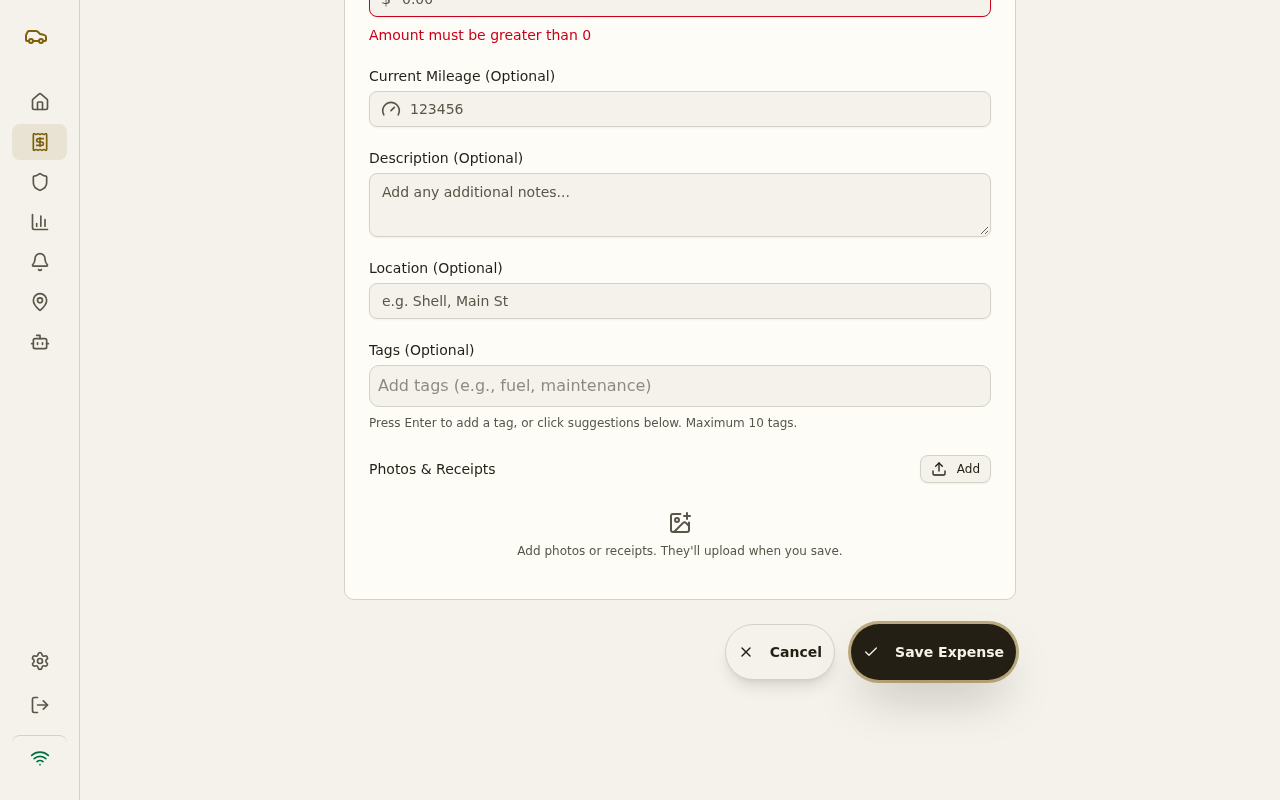 $ 0.00
Amount must be greater than 0
Current Mileage (Optional)
123456
Description (Optional)
Add any additional notes...
Location (Optional)
e.g. Shell, Main St
Tags (Optional)
Add tags (e.g., fuel, maintenance)
Press Enter to add a tag, or click suggestions below. Maximum 10 tags.
Photos & Receipts
Add
Add photos or receipts. They'll upload when you save.
Cancel
Save Expense